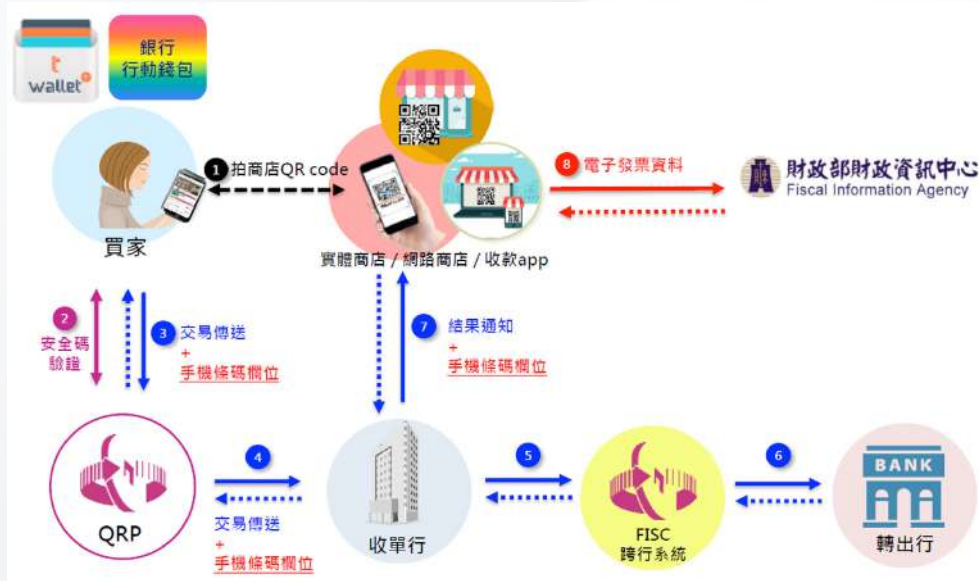 t
wallet+
銀行
行動錢包
1 拍商店QR code
8 電子發票資料
財政部財政資訊中心
Fiscal Information Agency
買家
實體商店 / 網路商店 / 收款app
2
安全碼
驗證
3 交易傳送
+
手機條碼欄位
7 結果通知
+
手機條碼欄位
4
5
6
BANK
交易傳送
+
手機條碼欄位
QRP
收單行
FISC
跨行系統
轉出行